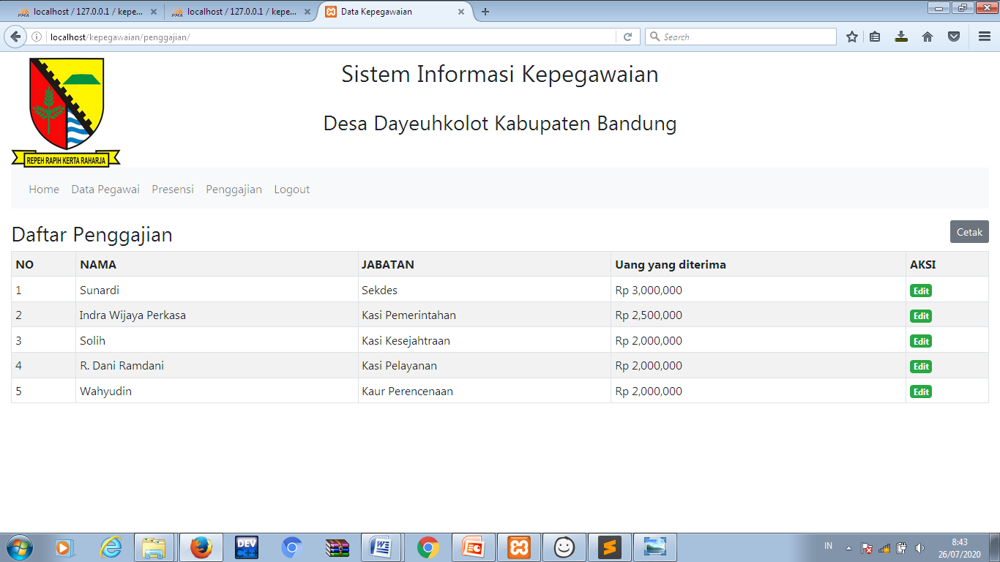 localhost / 127.0.0.1 / kepe...
localhost / 127.0.0.1 / kepe...
Data Kepegawaian
localhost/kepegawaian/penggajian/
Search
Sistem Informasi Kepegawaian
Desa Dayeuhkolot Kabupaten Bandung
REPEH RAPIH KERTA RAHARJA
Home Data Pegawai Presensi Penggajian Logout
Daftar Penggajian
Cetak
NO NAMA JABATAN Uang yang diterima AKSI
1 Sunardi Sekdes Rp 3,000,000 Edit
2 Indra Wijaya Perkasa Kasi Pemerintahan Rp 2,500,000 Edit
3 Solih Kasi Kesejahtraan Rp 2,000,000 Edit
4 R. Dani Ramdani Kasi Pelayanan Rp 2,000,000 Edit
5 Wahyudin Kaur Perencenaan Rp 2,000,000 Edit
DEV C++
IN
8:43
26/07/2020